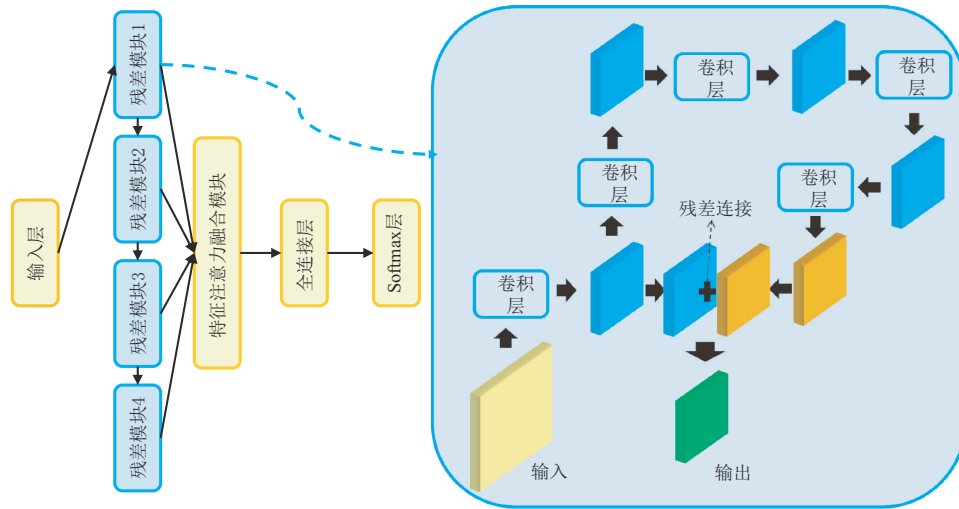 输入层
残差模块1
残差模块2
残差模块3
残差模块4
特征注意力融合模块
全连接层
Softmax层
卷积
层
卷积
层
卷积
层
卷积
层
卷积
层
残差连接
输入
输出